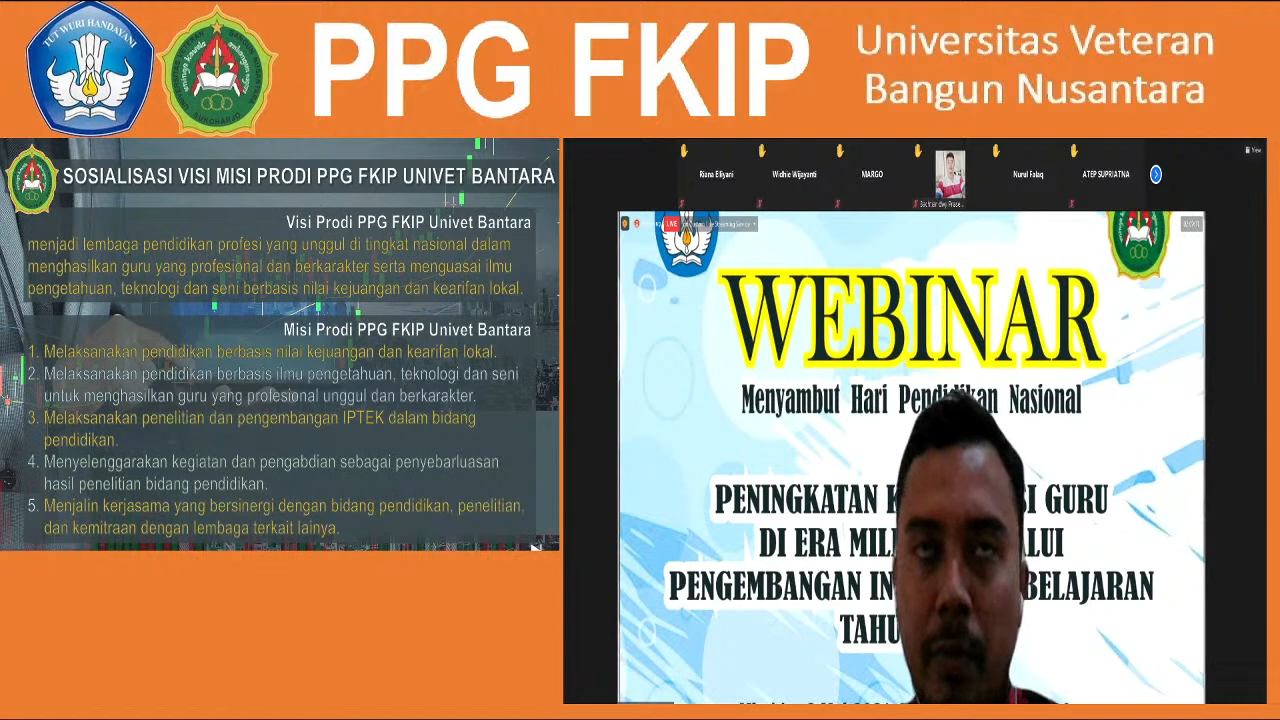 TUT WURI HANDAYANI
SUKOHARJO
PPG FKIP
Universitas Veteran
Bangun Nusantara
SOSIALISASI VISI MISI PRODI PPG FKIP UNIVET BANTARA
Visi Prodi PPG FKIP Univet Bantara
menjadi lembaga pendidikan profesi yang unggul di tingkat nasional dalam
menghasilkan guru yang profesional dan berkarakter serta menguasai ilmu
pengetahuan, teknologi dan seni berbasis nilai kejuangan dan kearifan lokal.
Misi Prodi PPG FKIP Univet Bantara
1. Melaksanakan pendidikan berbasis nilai kejuangan dan kearifan lokal.
2. Melaksanakan pendidikan berbasis ilmu pengetahuan, teknologi dan seni
untuk menghasilkan guru yang profesional unggul dan berkarakter.
3. Melaksanakan penelitian dan pengembangan IPTEK dalam bidang
pendidikan.
4. Menyelenggarakan kegiatan dan pengabdian sebagai penyebarluasan
hasil penelitian bidang pendidikan.
5. Menjalin kerjasama yang bersinergi dengan bidang pendidikan, penelitian,
dan kemitraan dengan lembaga terkait lainya.
View
Riana Elliyani
Widhie Wijayanti
MARGO
Nurul Falaq
ATEP SUPRIATNA
LIVE
WEBINAR
Menyambut Hari Pendidikan Nasional
PENINGKATAN K SI GURU
DI ERA MIL LUI
PENGEMBANGAN IN BELAJARAN
TAHU